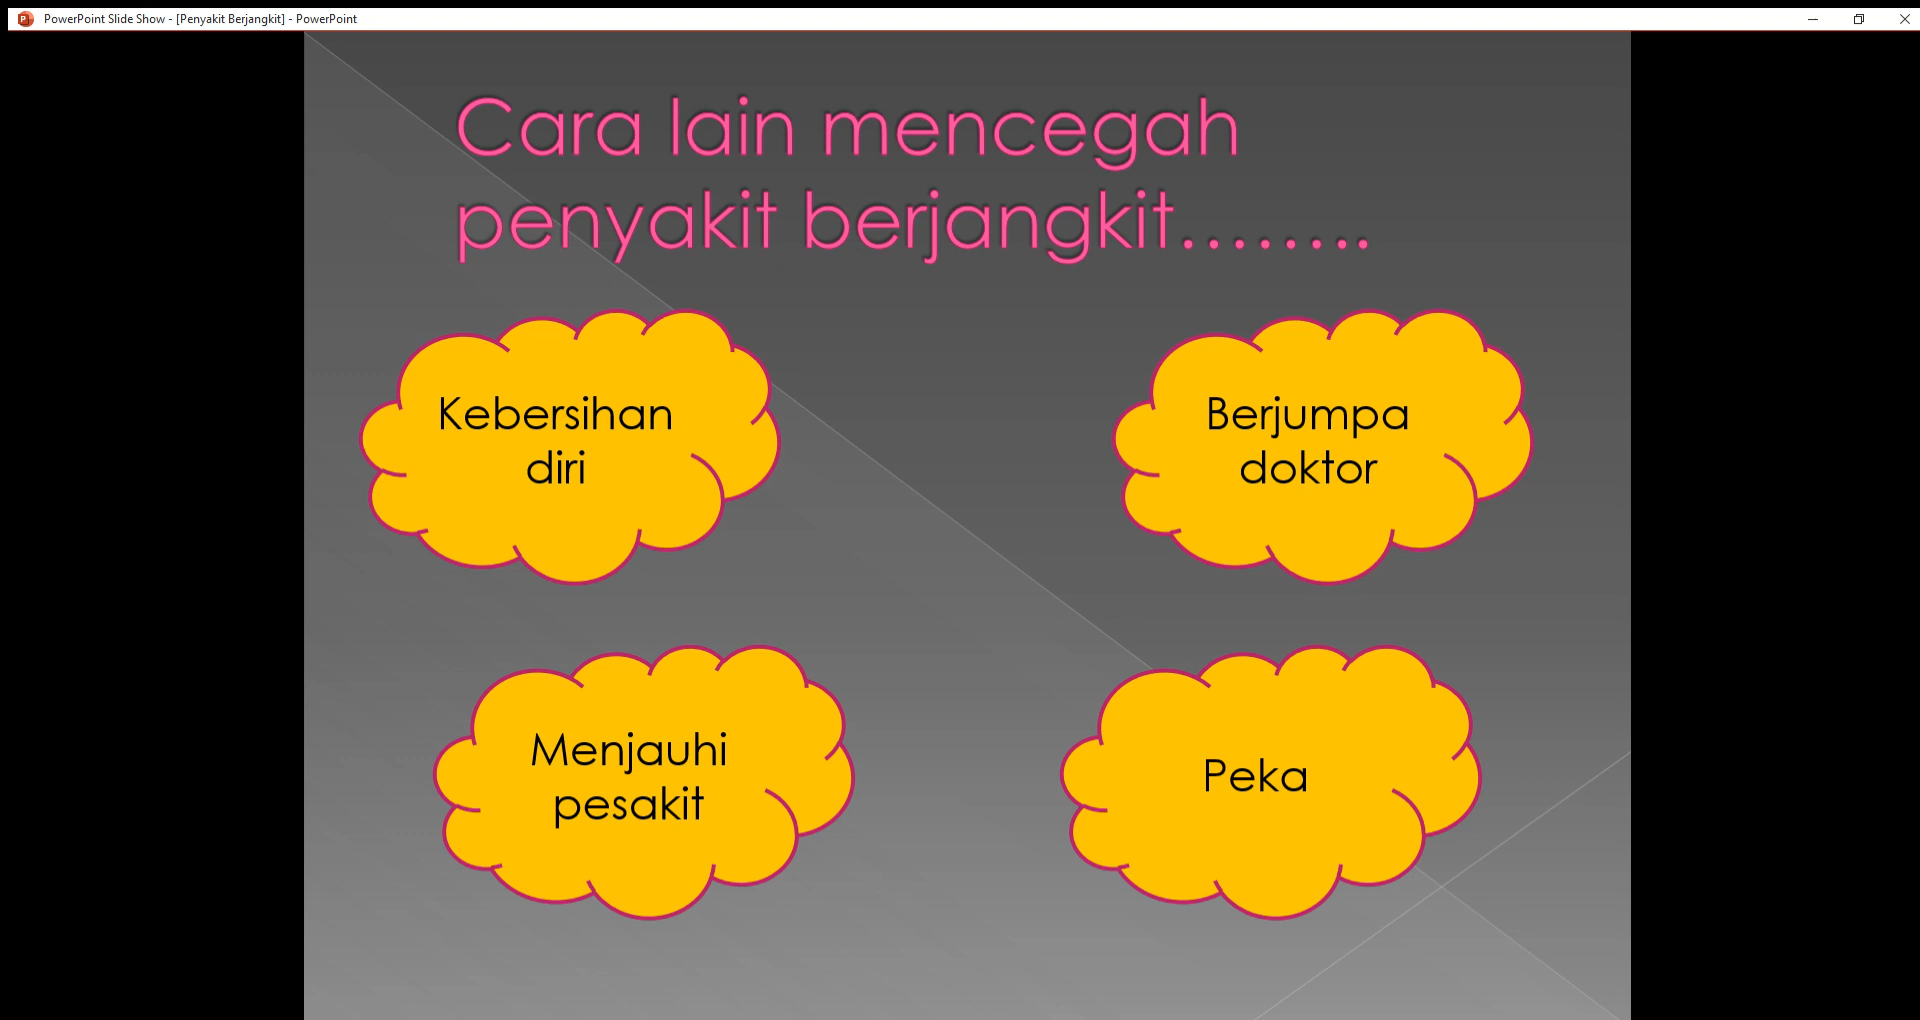 PowerPoint Slide Show - [Penyakit Berjangkit] - PowerPoint
Cara lain mencegah
penyakit berjangkit........
Kebersihan
diri
Berjumpa
doktor
Menjauhi
pesakit
Peka